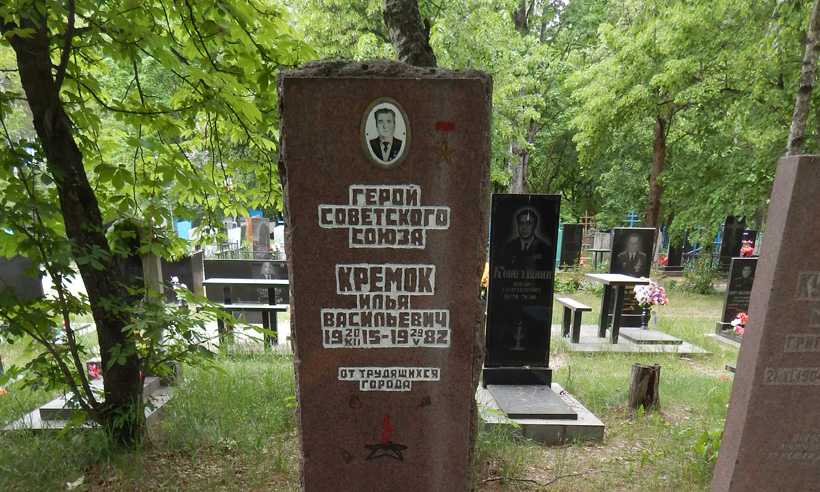 ГЕРОЙ
СОВЕТСКОГО
СОЮЗА
КРЕМОК
ИЛЬЯ
ВАСИЛЬЕВИЧ
19 20/XII 15-19 29/V 82
ОТ ТРУДЯЩИХСЯ
ГОРОДА